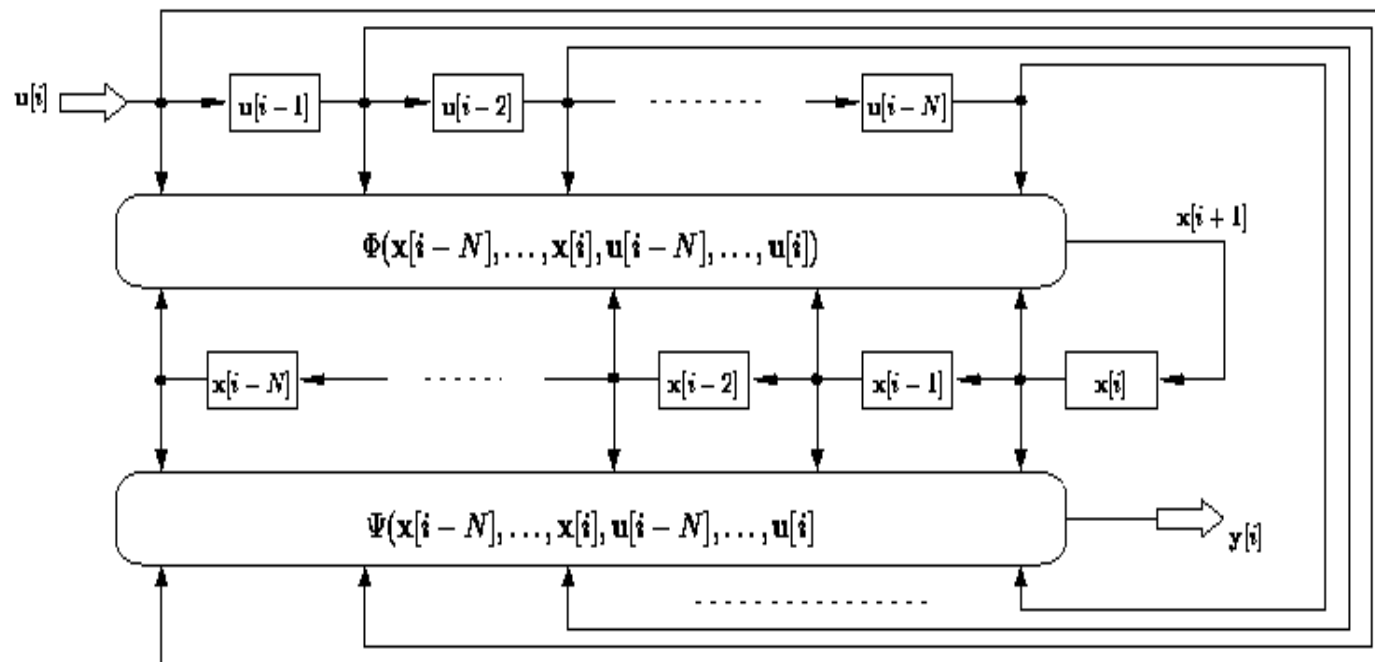 u[i]
u[i − 1]
u[i − 2]
u[i − N]
Φ(x[i − N], . . . , x[i], u[i − N], . . . , u[i])
x[i + 1]
x[i − N]
x[i − 2]
x[i − 1]
x[i]
Ψ(x[i − N], . . . , x[i], u[i − N], . . . , u[i]
y[i]